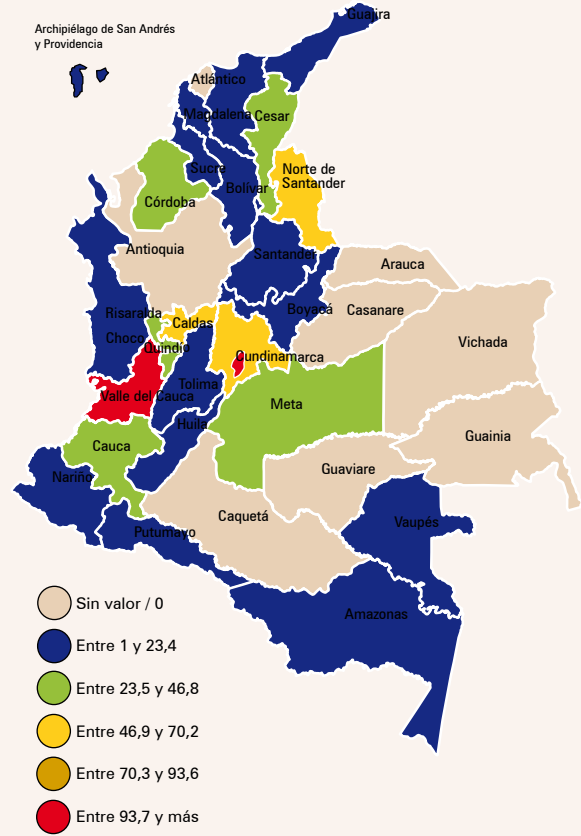 Guajira
Archipiélago de San Andrés
y Providencia
Atlántico
Magdalena
Cesar
Sucre
Bolívar
Norte de
Santander
Córdoba
Antioquia
Santander
Arauca
Casanare
Boyacá
Risaralda
Caldas
Choco
Quindío
Cundinamarca
Vichada
Tolima
Valle del Cauca
Meta
Huila
Cauca
Guainia
Guaviare
Nariño
Caquetá
Vaupés
Putumayo
Amazonas
Sin valor / 0
Entre 1 y 23,4
Entre 23,5 y 46,8
Entre 46,9 y 70,2
Entre 70,3 y 93,6
Entre 93,7 y más